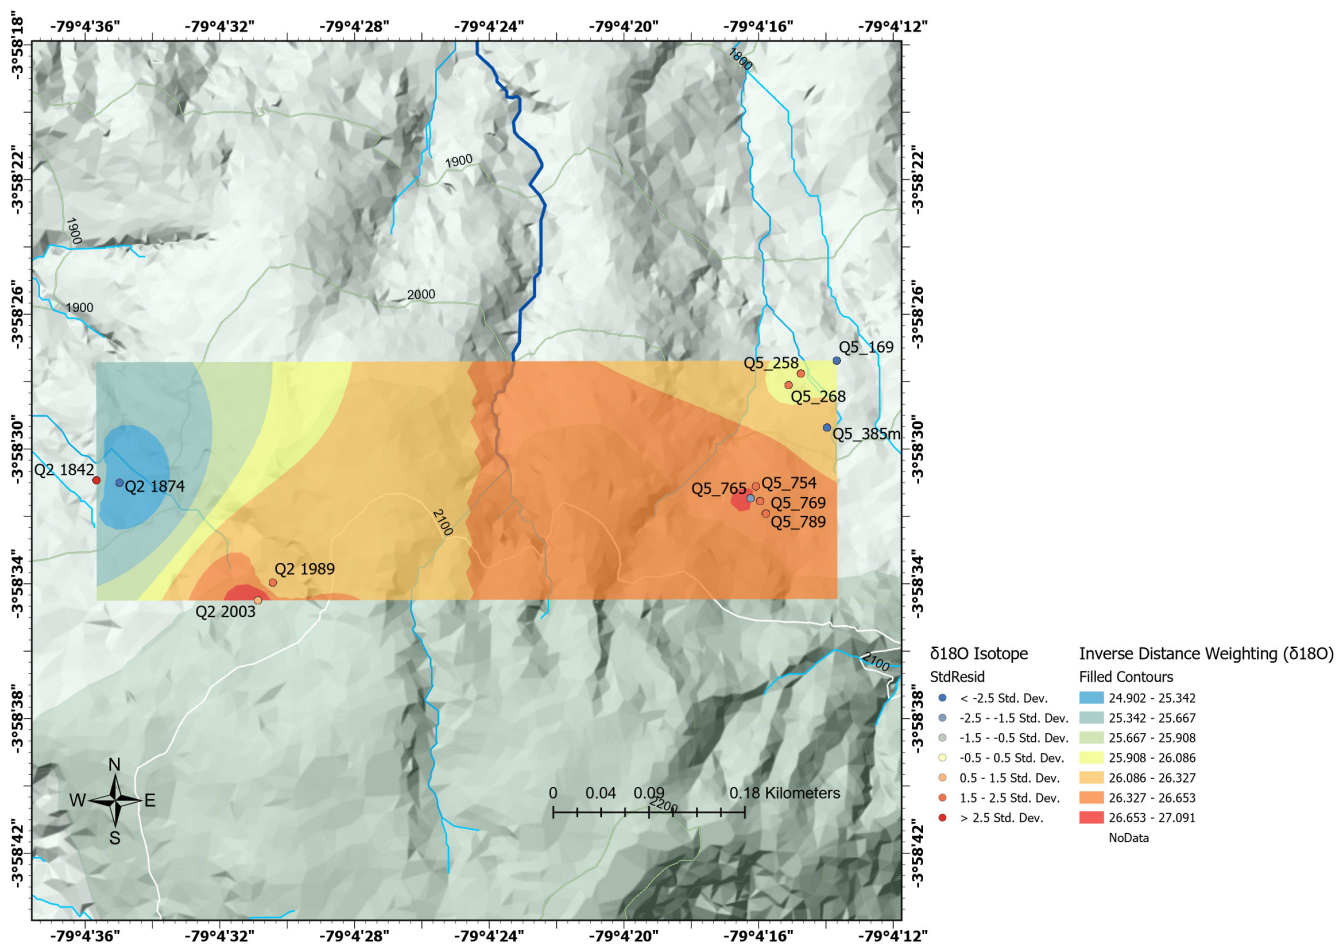 -79°4'36" -79°4'32" -79°4'28" -79°4'24" -79°4'20" -79°4'16" -79°4'12"
-3°58'18"
-3°58'22"
-3°58'26"
-3°58'30"
-3°58'34"
-3°58'38"
-3°58'42"
-3°58'18"
-3°58'22"
-3°58'26"
-3°58'30"
-3°58'34"
-3°58'38"
-3°58'42"
1800
1900
1900
2000
1900
Q5_169
Q5_258
Q5_268
Q5_385m
Q2 1842
Q2 1874
Q5_754
Q5_765
Q5_769
Q5_789
2100
Q2 1989
Q2 2003
2100
N
W E
S
0 0.04 0.09 0.18 Kilometers
2200
δ18O Isotope
StdResid
< -2.5 Std. Dev.
-2.5 - -1.5 Std. Dev.
-1.5 - -0.5 Std. Dev.
-0.5 - 0.5 Std. Dev.
0.5 - 1.5 Std. Dev.
1.5 - 2.5 Std. Dev.
> 2.5 Std. Dev.
Inverse Distance Weighting (δ18O)
Filled Contours
24.902 - 25.342
25.342 - 25.667
25.667 - 25.908
25.908 - 26.086
26.086 - 26.327
26.327 - 26.653
26.653 - 27.091
NoData
-79°4'36" -79°4'32" -79°4'28" -79°4'24" -79°4'20" -79°4'16" -79°4'12"